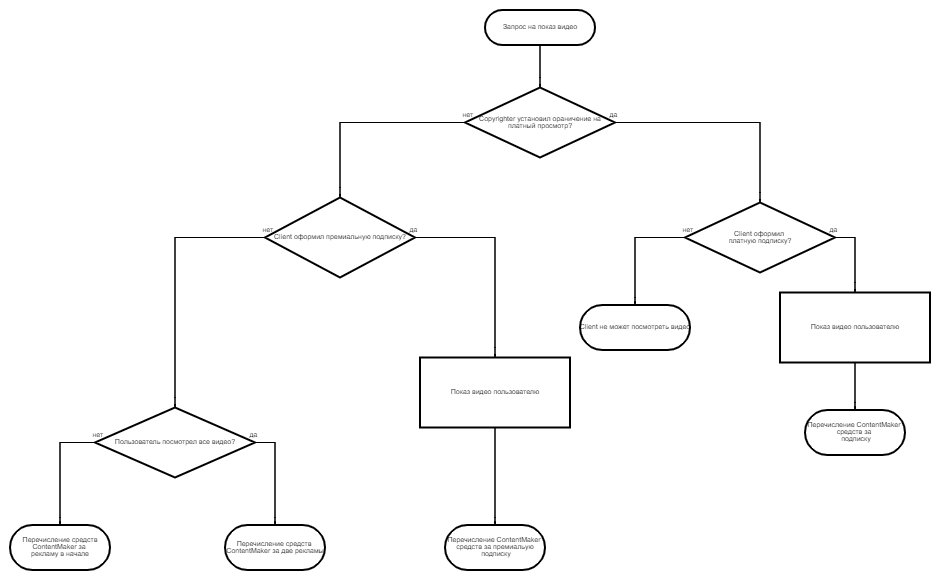 Запрос на показ видео
нет
Copyrighter установил ораничение на
платный просмотр?
да
нет
Client оформил премиальную подписку?
да
нет
Client оформил
платную подписку?
да
Client не может посмотреть видео
Показ видео пользователю
Показ видео пользователю
Перечисление ContentMaker
средств за
подписку
нет
Пользователь посмотрел все видео?
да
Перечисление средств
ContentMaker за
рекламу в начале
Перечисление средств
ContentMaker за две рекламы
Перечисление ContentMaker
средств за премиальную
подписку